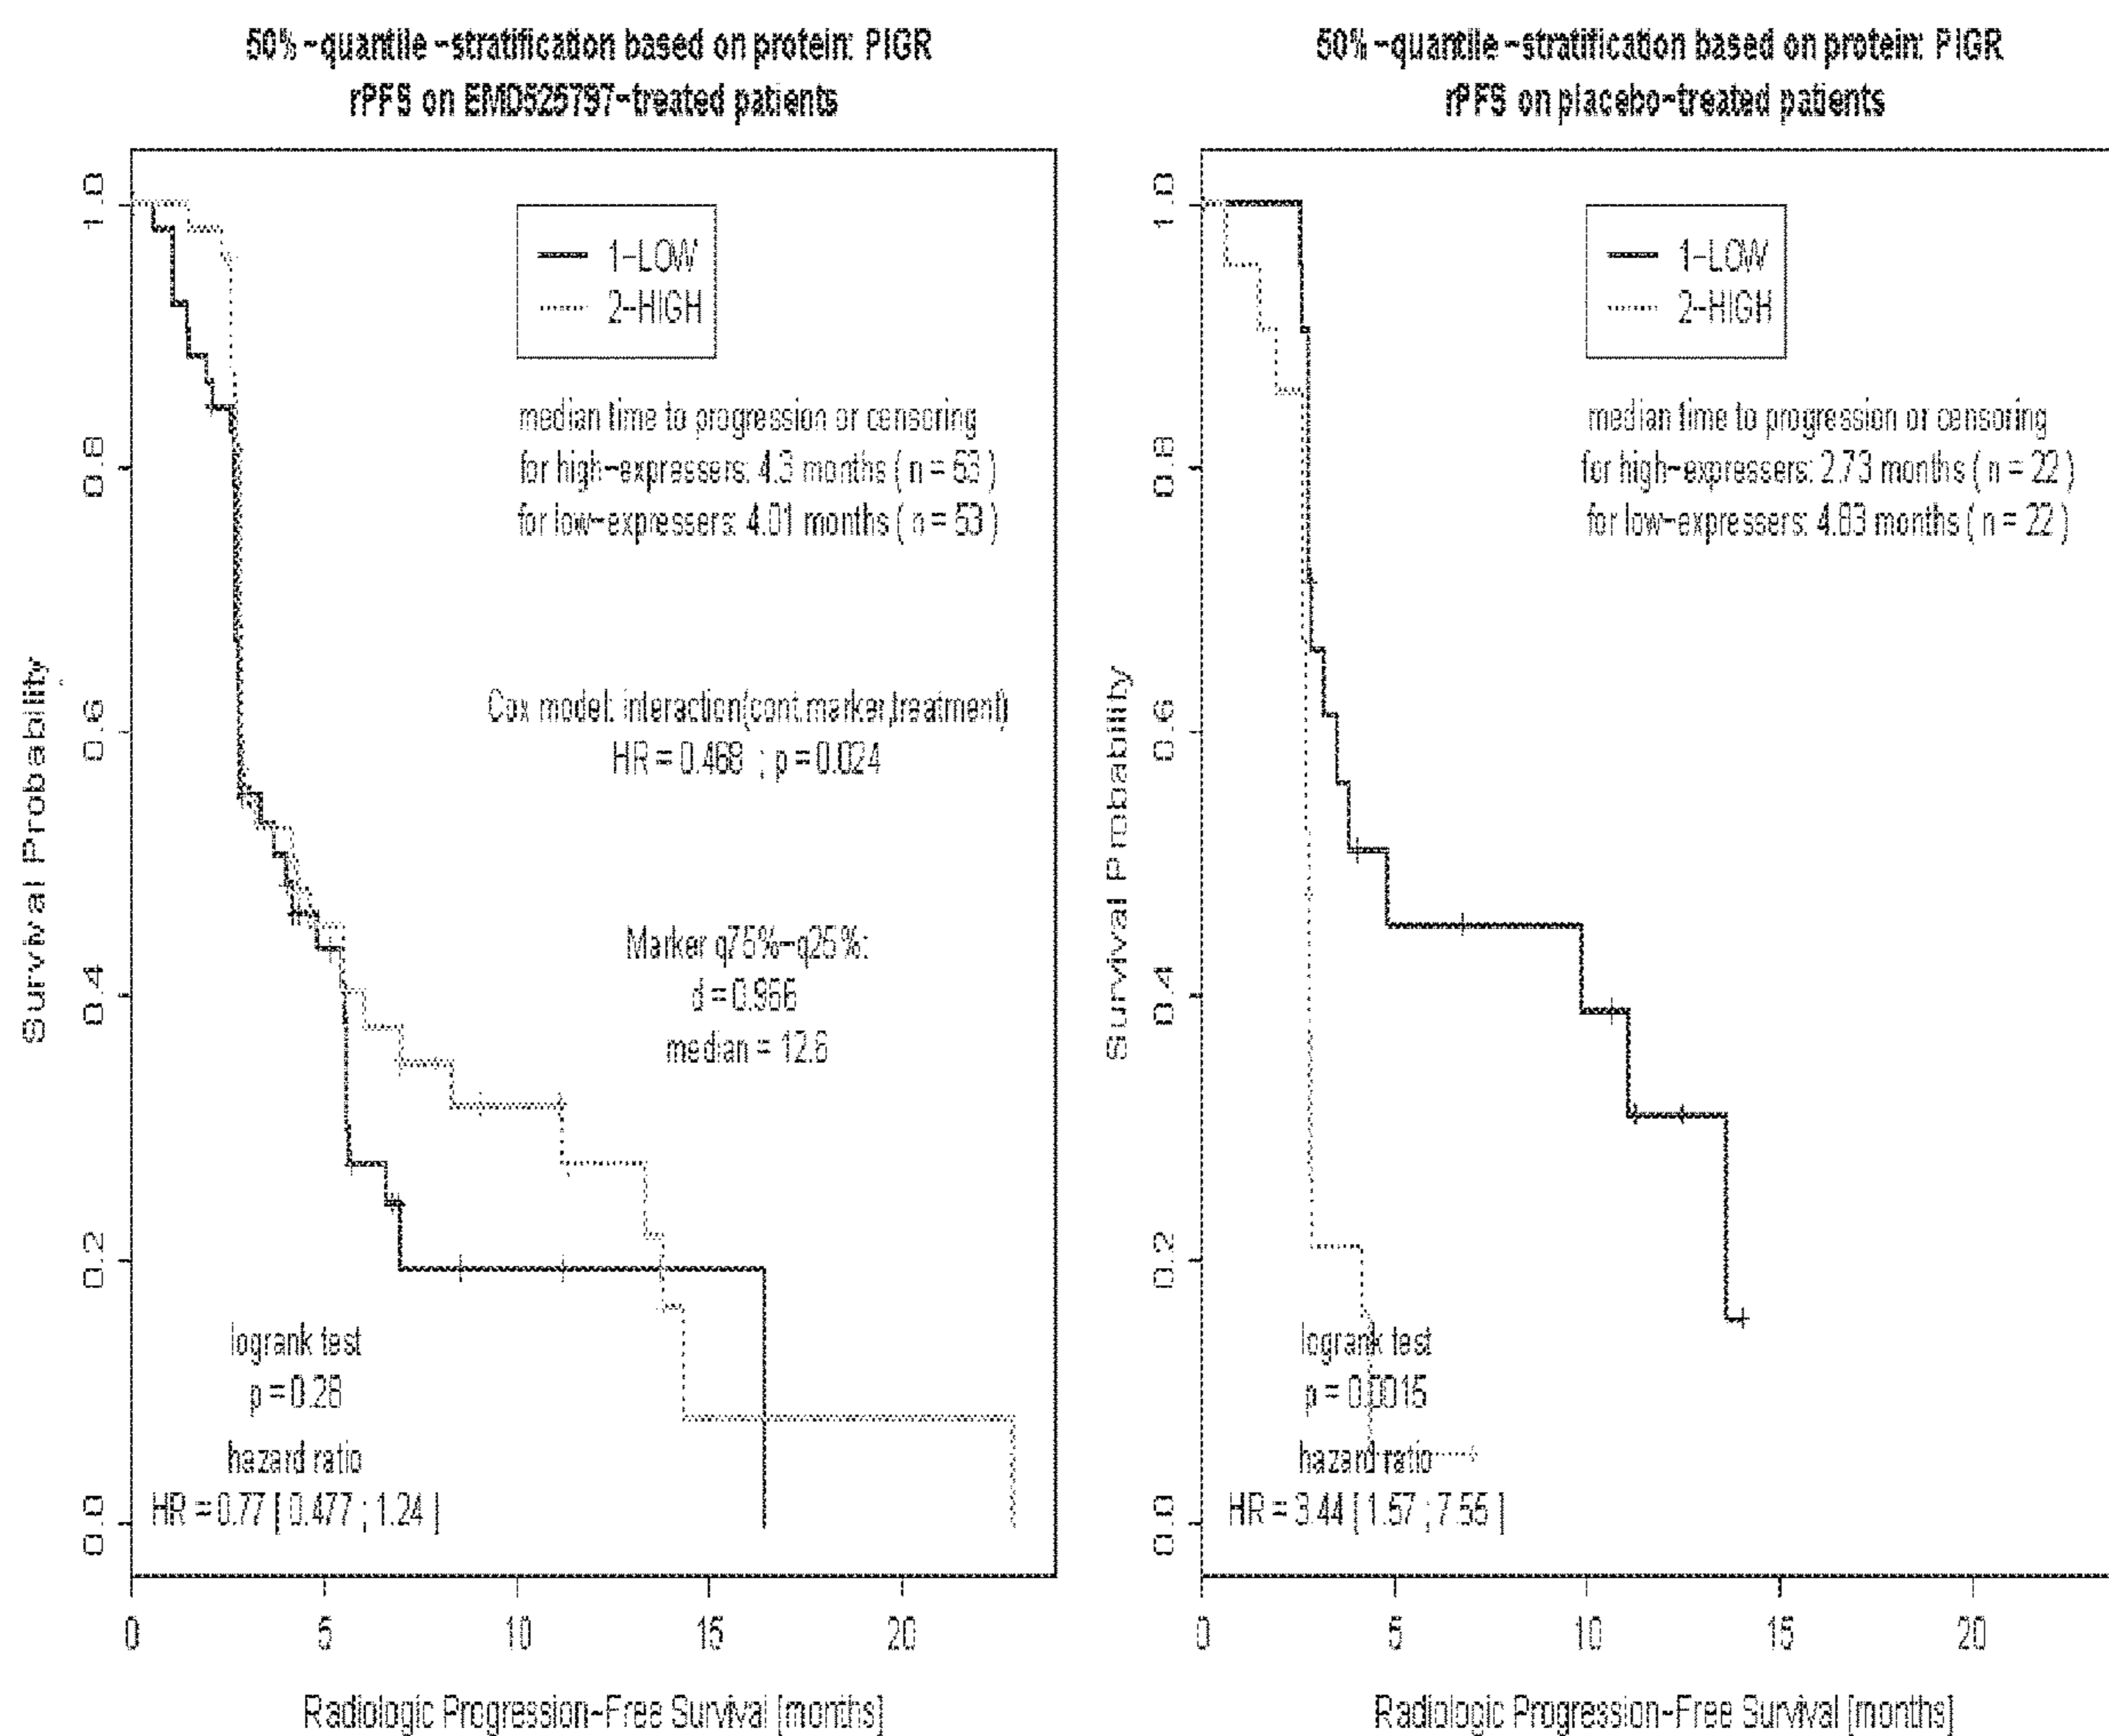 50%-quantile-stratification based on protein: PIGR
rPFS on EMD525797-treated patients
1.0
0.8
0.6
0.4
0.2
0.0
Survival Probability
1-LOW
2-HIGH
median time to progression or censoring
for high-expressers: 4.3 months ( n = 53 )
for low-expressers: 4.01 months ( n = 53 )
Cox model: interaction(cont.marker,treatment)
HR = 0.468 ; p = 0.024
Marker q75%-q25%:
d = 0.966
median = 12.6
logrank test
p = 0.28
hazard ratio
HR = 0.77 [ 0.477 ; 1.24 ]
0 5 10 15 20
Radiologic Progression-Free Survival [months]
50%-quantile-stratification based on protein: PIGR
rPFS on placebo-treated patients
1.0
0.8
0.6
0.4
0.2
0.0
Survival Probability
1-LOW
2-HIGH
median time to progression or censoring
for high-expressers: 2.73 months ( n = 22 )
for low-expressers: 4.83 months ( n = 22 )
logrank test
p = 0.0015
hazard ratio
HR = 3.44 [ 1.57 ; 7.55 ]
0 5 10 15 20
Radiologic Progression-Free Survival [months]